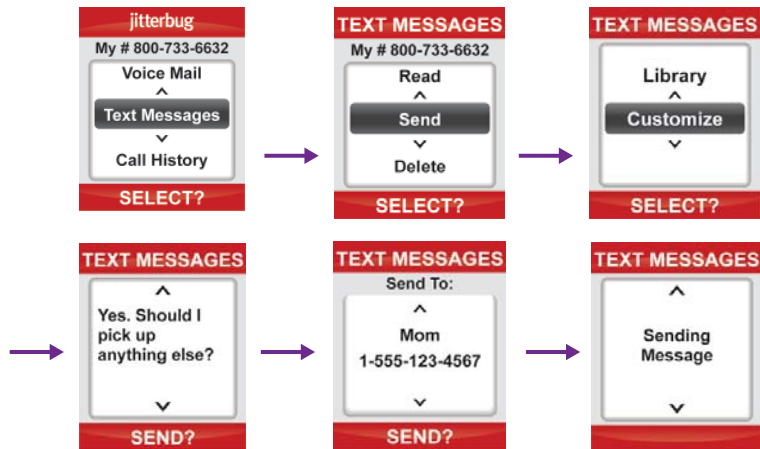 jitterbug
My # 800-733-6632
Voice Mail
Text Messages
Call History
SELECT?
TEXT MESSAGES
My # 800-733-6632
Read
Send
Delete
SELECT?
TEXT MESSAGES
Library
Customize
SELECT?
TEXT MESSAGES
Yes. Should I
pick up
anything else?
SEND?
TEXT MESSAGES
Send To:
Mom
1-555-123-4567
SEND?
TEXT MESSAGES
Sending
Message